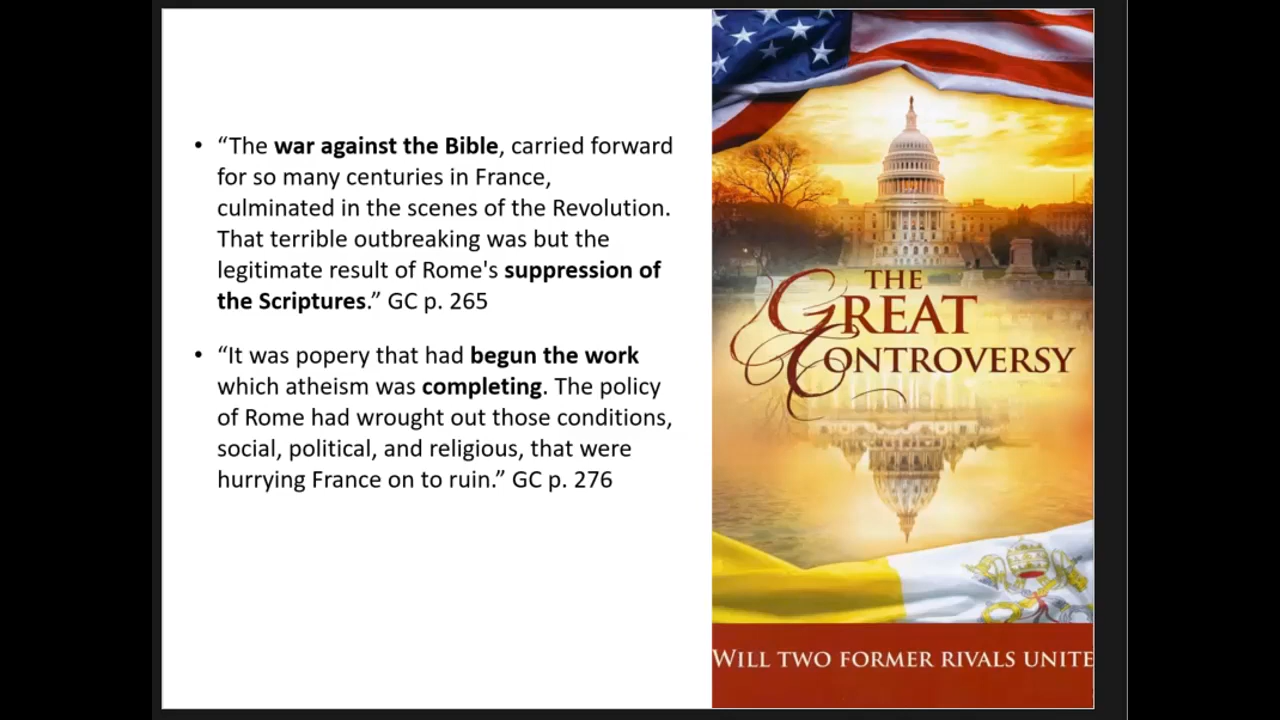 • “The war against the Bible, carried forward
for so many centuries in France,
culminated in the scenes of the Revolution.
That terrible outbreaking was but the
legitimate result of Rome's suppression of
the Scriptures.” GC p. 265
• “It was popery that had begun the work
which atheism was completing. The policy
of Rome had wrought out those conditions,
social, political, and religious, that were
hurrying France on to ruin.” GC p. 276
THE
GREAT
CONTROVERSY
WILL TWO FORMER RIVALS UNITE